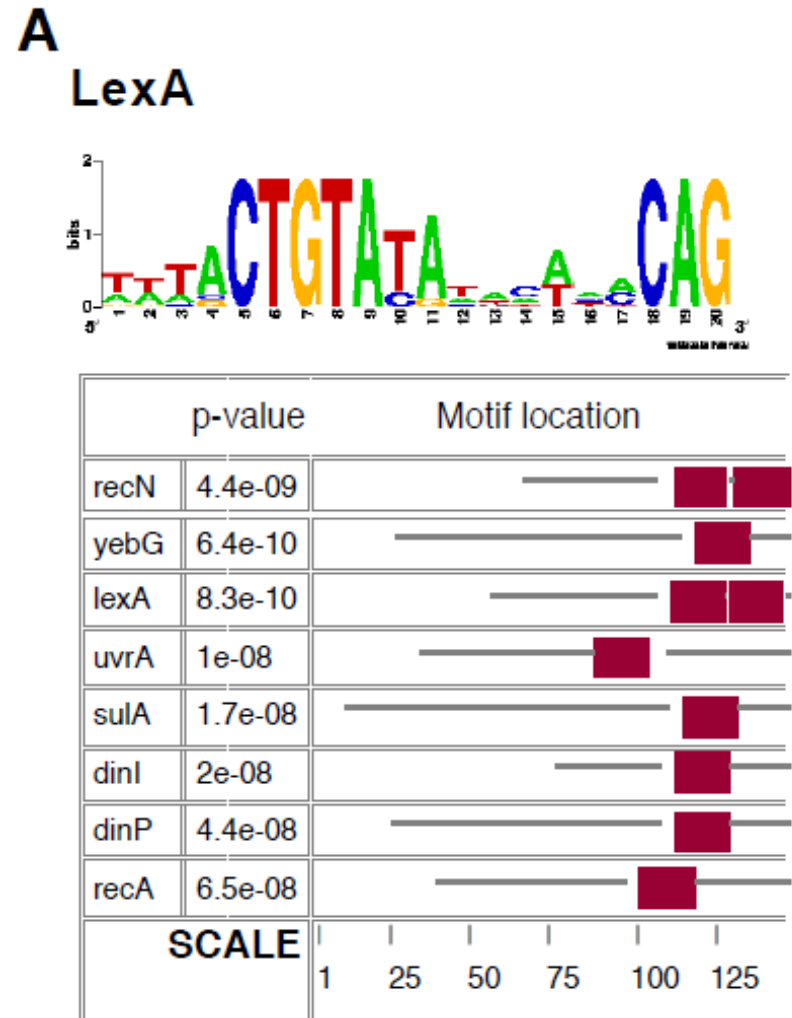 A
LexA
2
bits
1
0
5' 1 2 3 4 5 6 7 8 9 10 11 12 13 14 15 16 17 18 19 20 3'
p-value Motif location
recN 4.4e-09
yebG 6.4e-10
lexA 8.3e-10
uvrA 1e-08
sulA 1.7e-08
dinI 2e-08
dinP 4.4e-08
recA 6.5e-08
SCALE
1 25 50 75 100 125